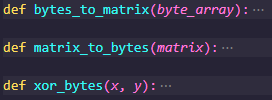 def bytes_to_matrix(byte_array):···
def matrix_to_bytes(matrix):···
def xor_bytes(x, y):···